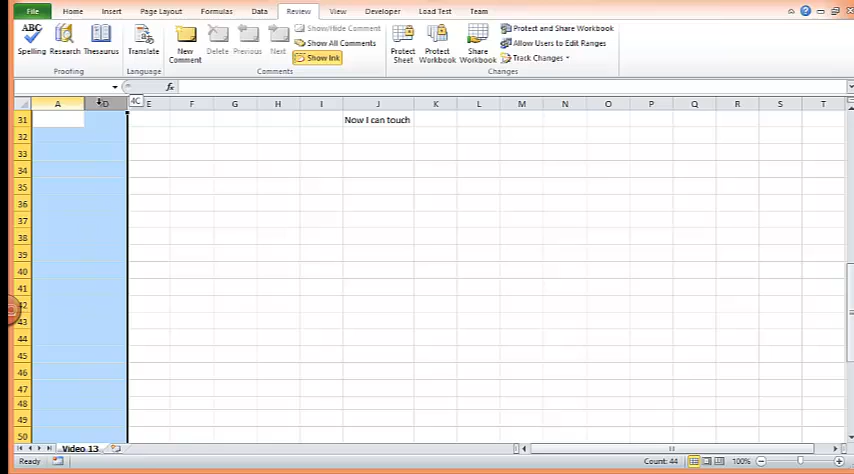 File Home Insert Page Layout Formulas Data Review View Developer Load Test Team
ABC Show/Hide Comment Protect and Share Workbook
Show All Comments Allow Users to Edit Ranges
Spelling Research Thesaurus Translate New Comment Delete Previous Next Show Ink Protect Sheet Protect Workbook Share Workbook Track Changes
Proofing Language Comments Changes
fx
A D 4C E F G H I J K L M N O P Q R S T
31 Now I can touch
32
33
34
35
36
37
38
39
40
41
42
43
44
45
46
47
48
49
50
Video 13
Ready Count: 44 100%